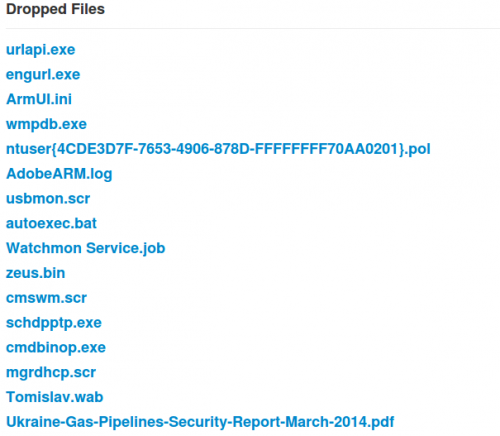 Dropped Files
urlapi.exe
engurl.exe
ArmUI.ini
wmpdb.exe
ntuser{4CDE3D7F-7653-4906-878D-FFFFFFFF70AA0201}.pol
AdobeARM.log
usbmon.scr
autoexec.bat
Watchmon Service.job
zeus.bin
cmswm.scr
schdpptp.exe
cmdbinop.exe
mgrdhcp.scr
Tomislav.wab
Ukraine-Gas-Pipelines-Security-Report-March-2014.pdf